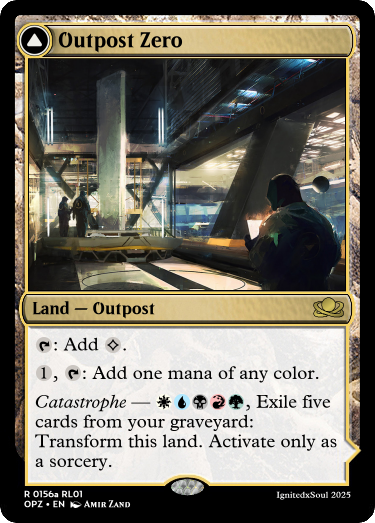 Outpost Zero
Land — Outpost
: Add .
1, : Add one mana of any color.
Catastrophe — , Exile five
cards from your graveyard:
Transform this land. Activate only as
a sorcery.
R 0156a RL01
OPZ • EN Amir Zand
IgnitedxSoul 2025